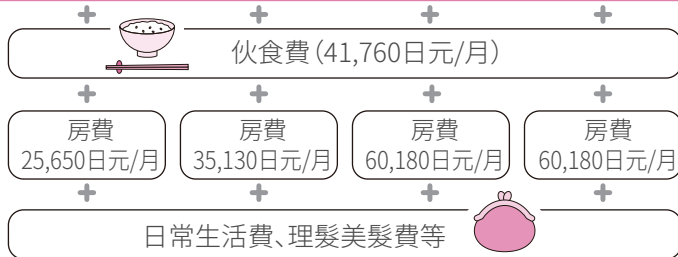 + + + +
伙食費（41,760日元/月）
+ + + +
房費 房費 房費 房費
25,650日元/月 35,130日元/月 60,180日元/月 60,180日元/月
+ + + +
日常生活費、理髮美髮費等